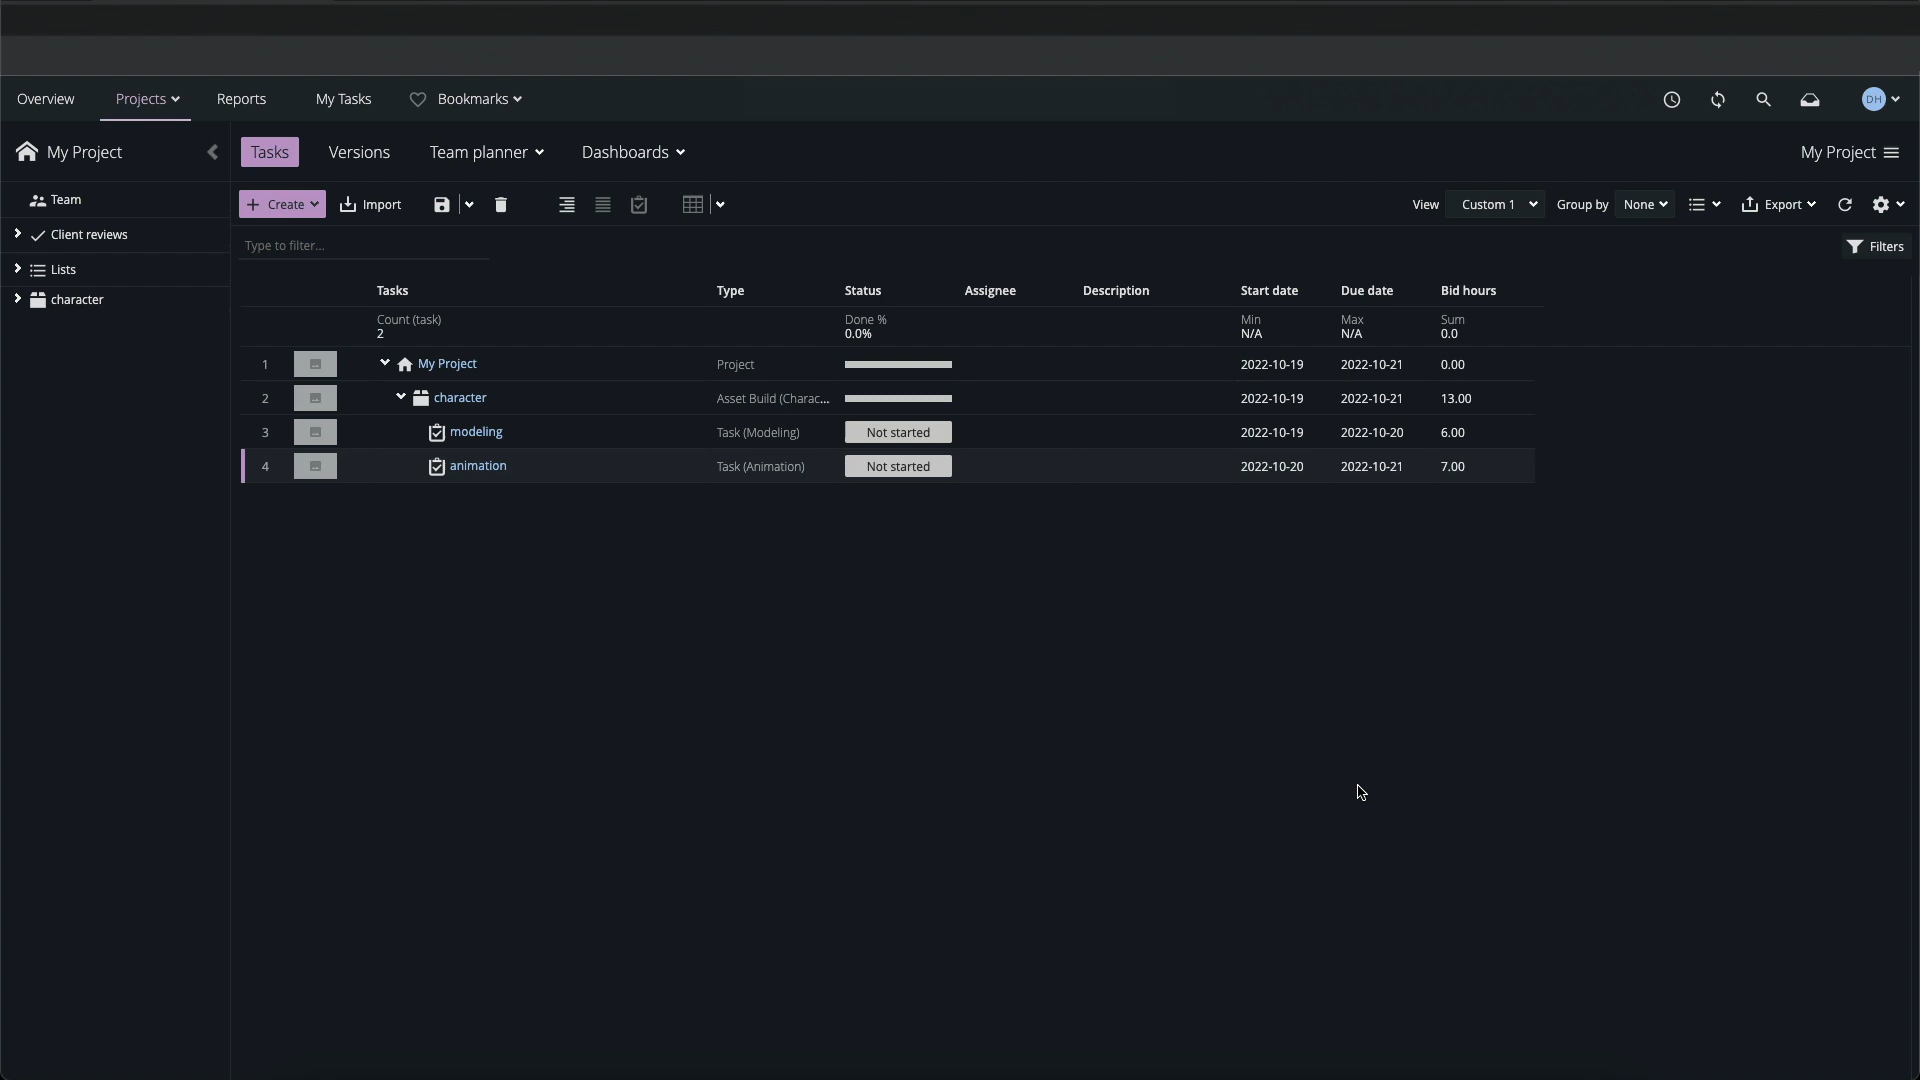 Overview Projects Reports My Tasks Bookmarks DH
My Project Tasks Versions Team planner Dashboards My Project
Team
Client reviews
Lists
character
+ Create Import View Custom 1 Group by None Export
Type to filter... Filters
Tasks Type Status Assignee Description Start date Due date Bid hours
Count (task) Done % Min Max Sum
2 0.0% N/A N/A 0.0
1 My Project Project 2022-10-19 2022-10-21 0.00
2 character Asset Build (Charac... 2022-10-19 2022-10-21 13.00
3 modeling Task (Modeling) Not started 2022-10-19 2022-10-20 6.00
4 animation Task (Animation) Not started 2022-10-20 2022-10-21 7.00